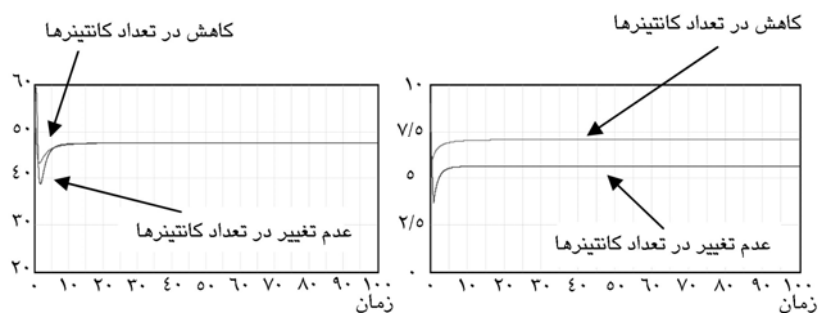 کاهش در تعداد کانتینرها
۶۰
۵۰
۴۰
۳۰
۲۰
عدم تغییر در تعداد کانتینرها
۰ ۱۰ ۲۰ ۳۰ ۴۰ ۵۰ ۶۰ ۷۰ ۸۰ ۹۰ ۱۰۰
زمان
کاهش در تعداد کانتینرها
۱۰
۷/۵
۵
۲/۵
۰
عدم تغییر در تعداد کانتینرها
۰ ۱۰ ۲۰ ۳۰ ۴۰ ۵۰ ۶۰ ۷۰ ۸۰ ۹۰ ۱۰۰
زمان